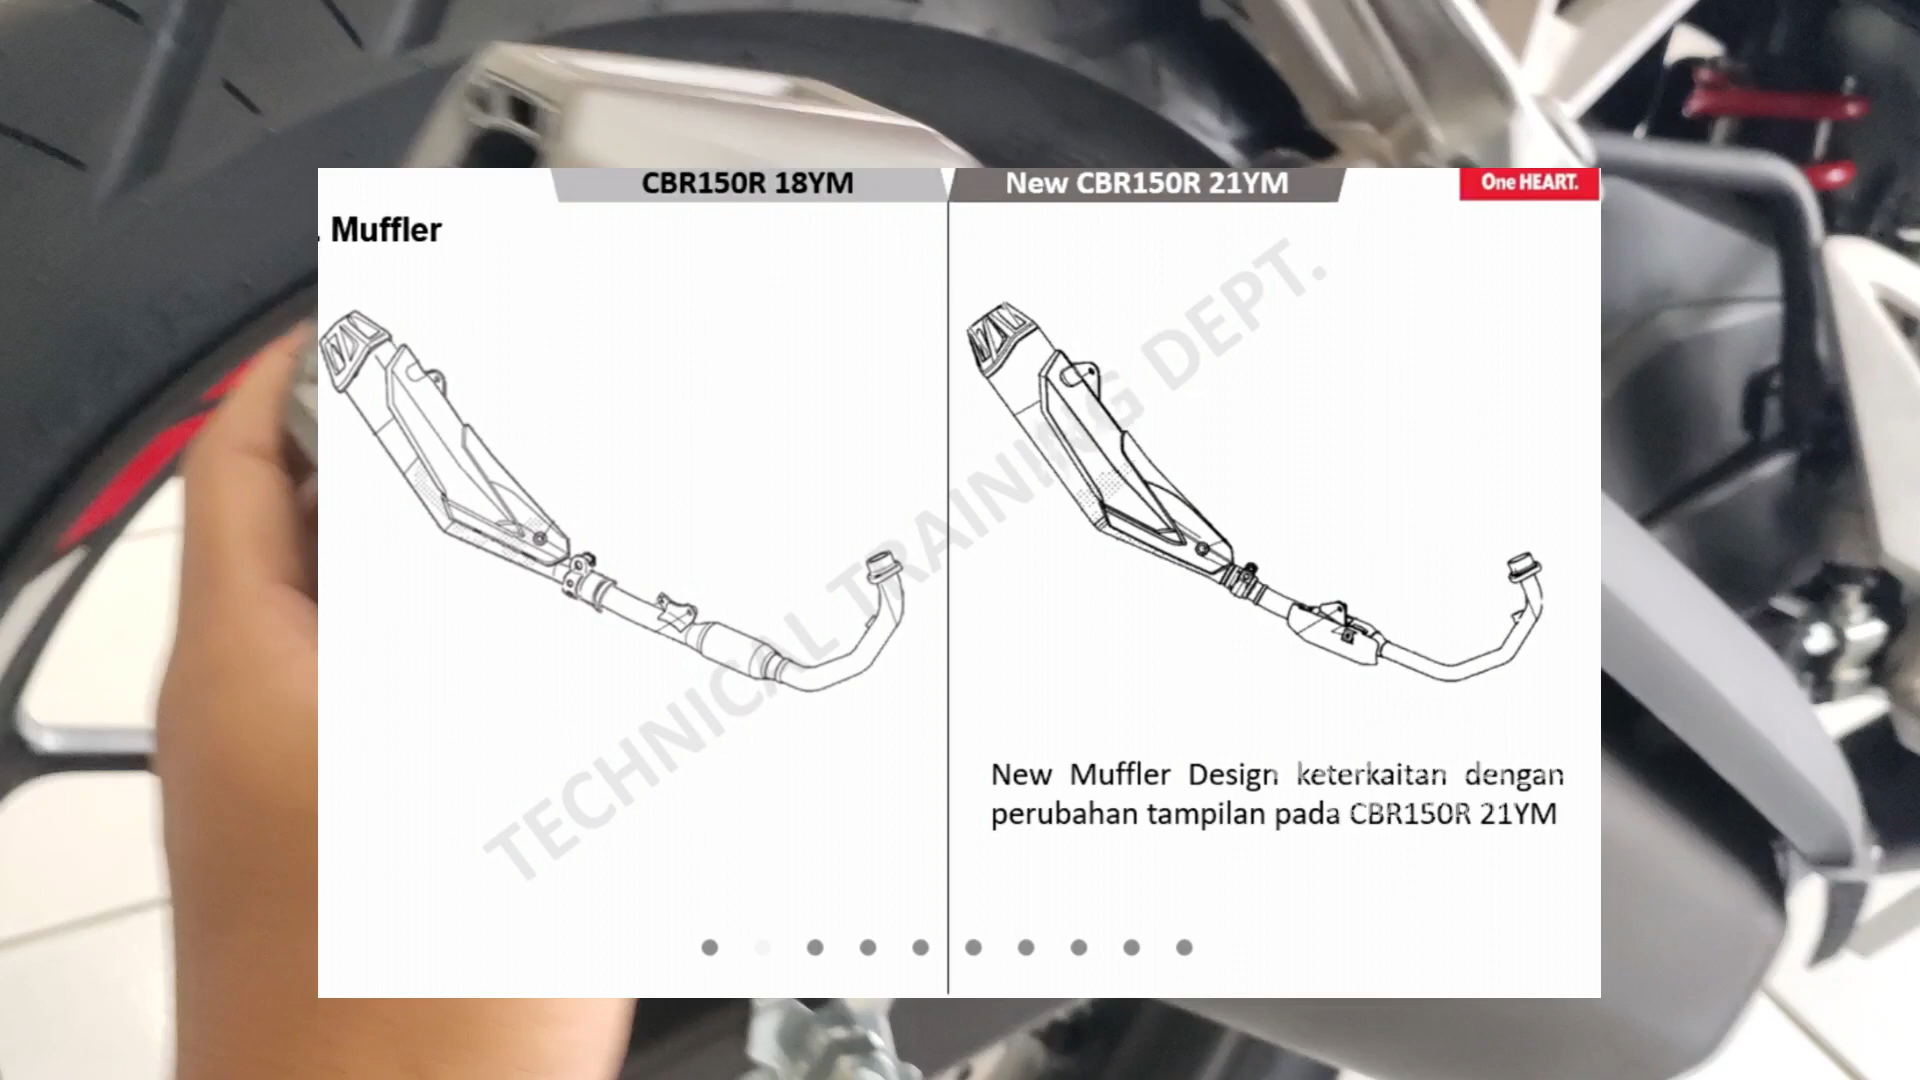 CBR150R 18YM
New CBR150R 21YM
One HEART.
. Muffler
TECHNICAL TRAINING DEPT.
New Muffler Design keterkaitan dengan
perubahan tampilan pada CBR150R 21YM